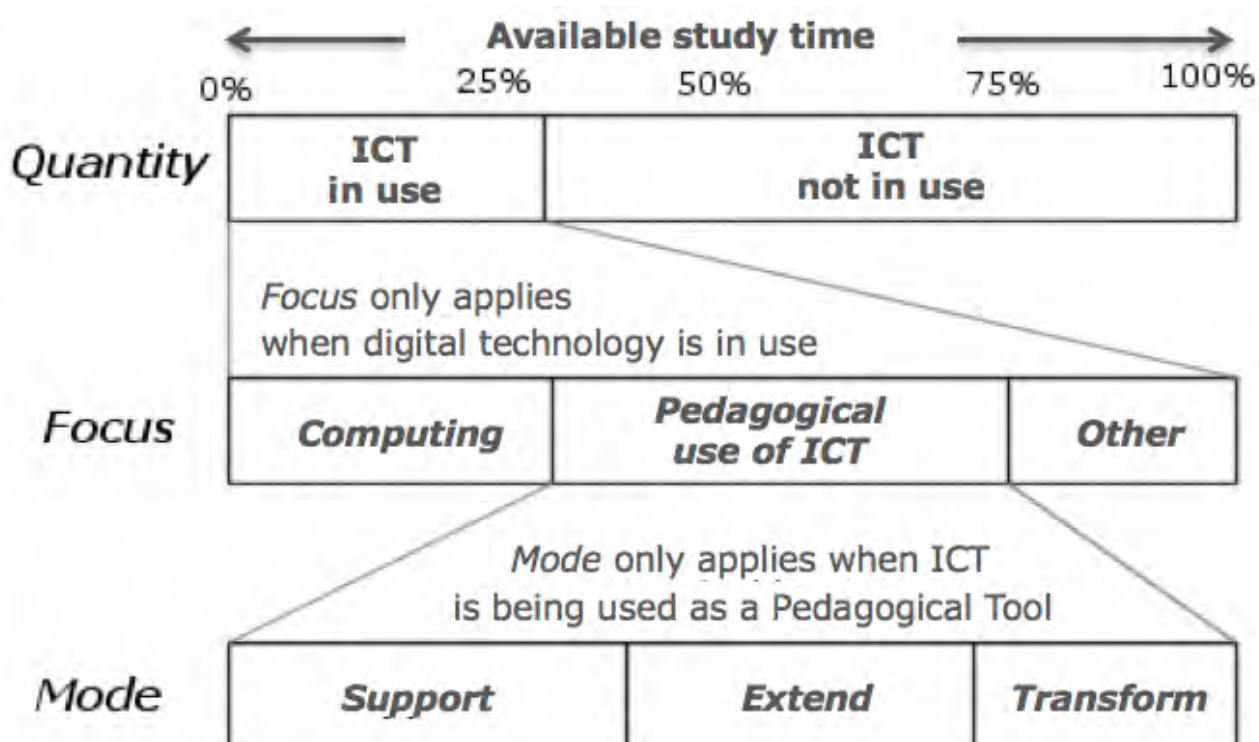 Available study time
0% 25% 50% 75% 100%
Quantity
ICT
in use
ICT
not in use
Focus only applies
when digital technology is in use
Focus
Computing
Pedagogical
use of ICT
Other
Mode only applies when ICT
is being used as a Pedagogical Tool
Mode
Support
Extend
Transform